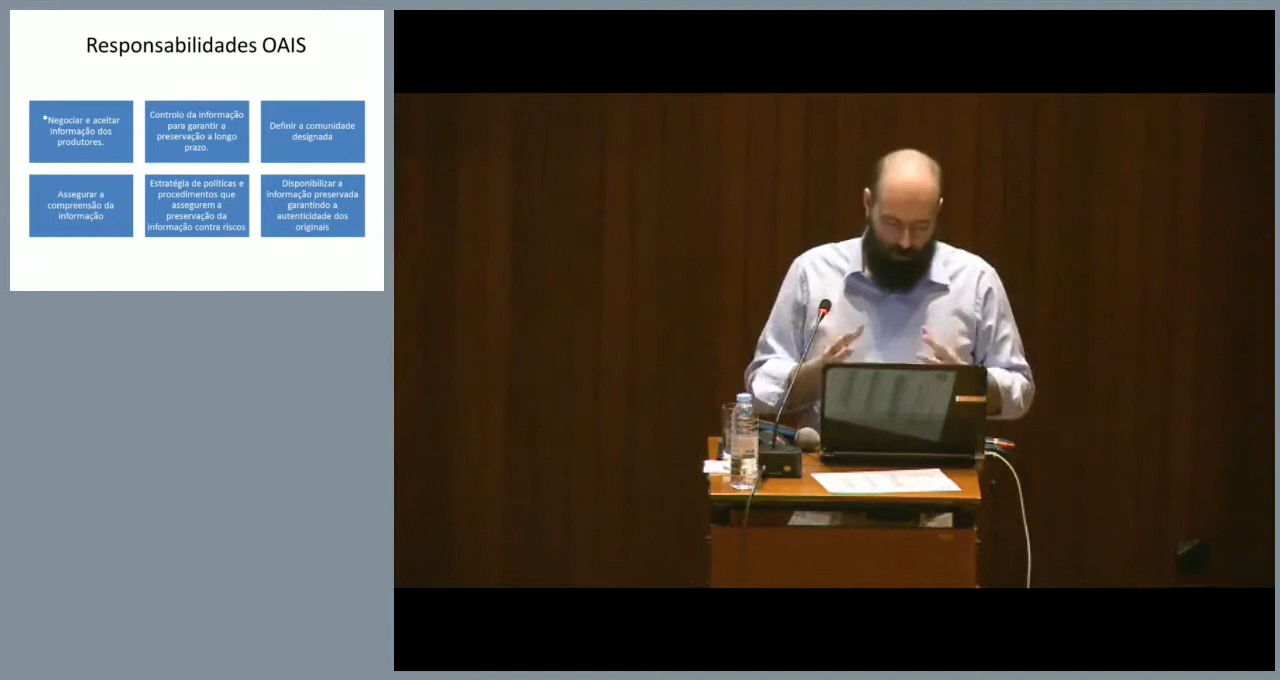 Responsabilidades OAIS
•Negociar e aceitar
informação dos
produtores.
Controlo da informação
para garantir a
preservação a longo
prazo.
Definir a comunidade
designada
Assegurar a
compreensão da
informação
Estratégia de políticas e
procedimentos que
assegurem a
preservação da
informação contra riscos
Disponibilizar a
informação preservada
garantindo a
autenticidade dos
originais